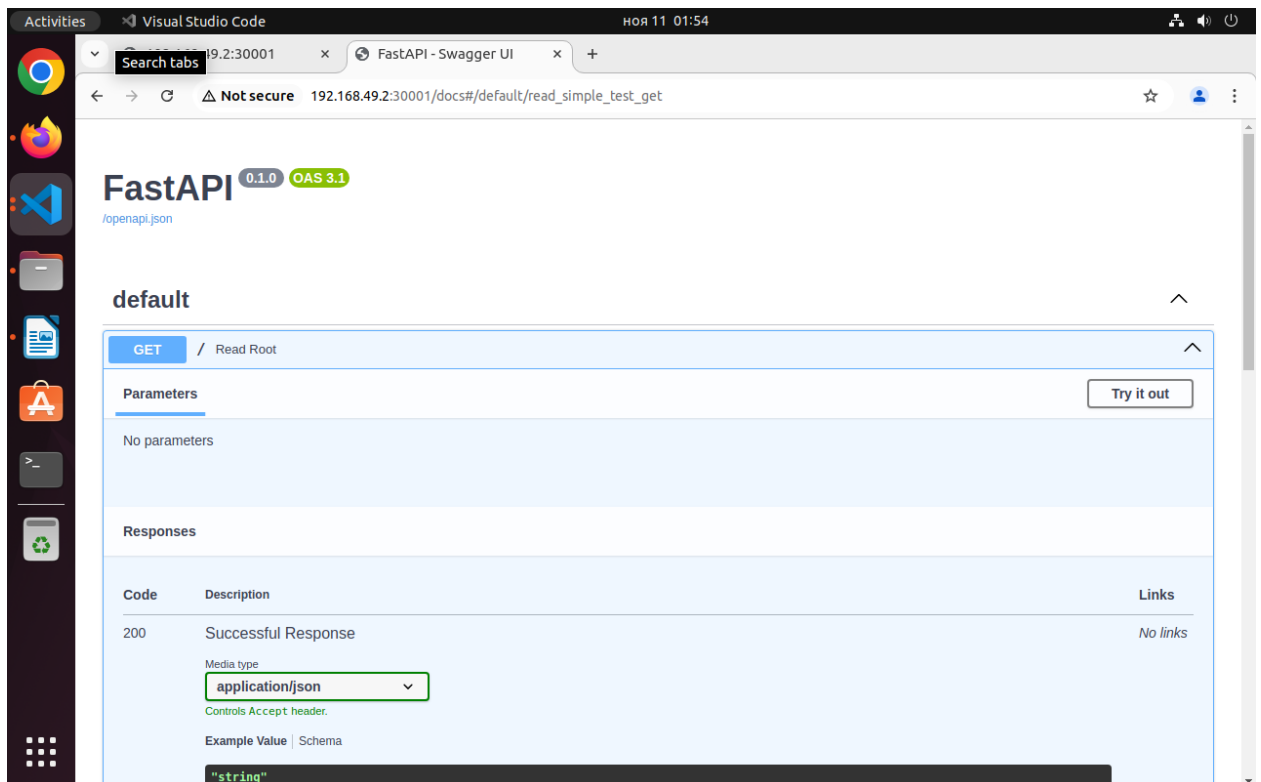 Activities Visual Studio Code ноя 11 01:54
49.2:30001 × FastAPI - Swagger UI × +
Search tabs
Not secure 192.168.49.2:30001/docs#/default/read_simple_test_get
FastAPI 0.1.0 OAS 3.1
/openapi.json
default
GET / Read Root
Parameters Try it out
No parameters
Responses
Code Description Links
200 Successful Response No links
Media type
application/json
Controls Accept header.
Example Value Schema
"string"